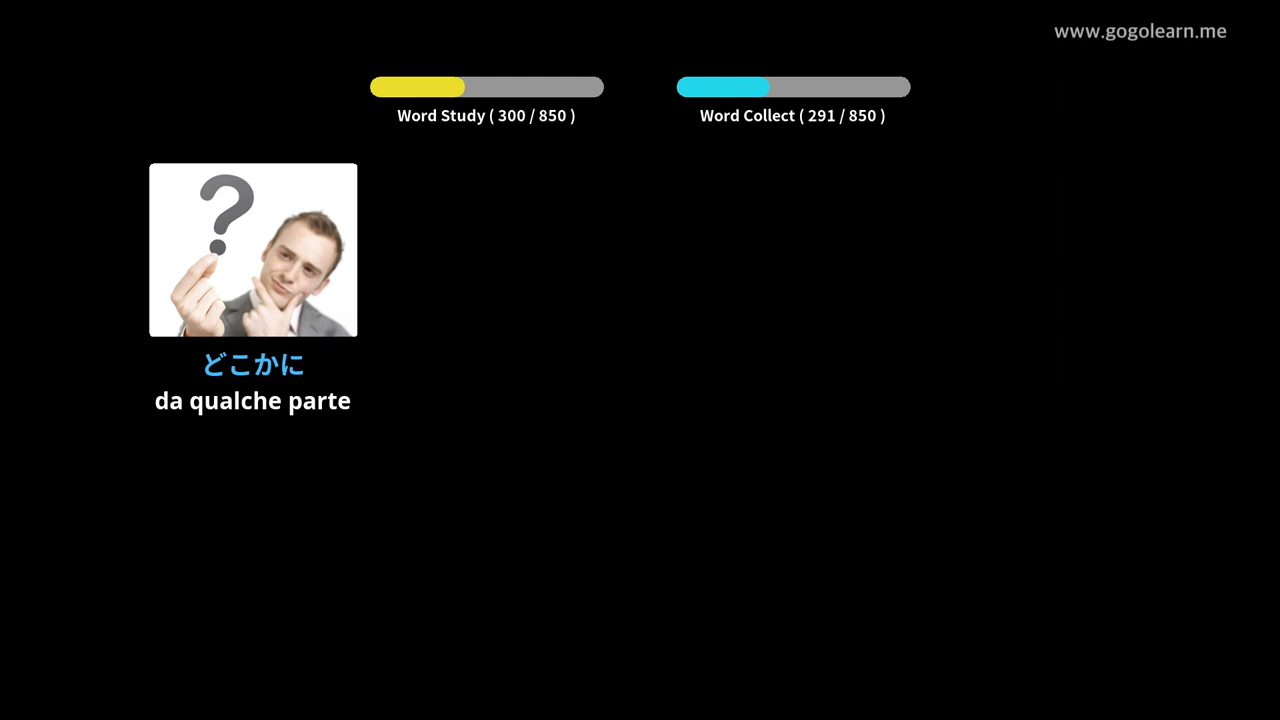 www.gogolearn.me
Word Study ( 300 / 850 )
Word Collect ( 291 / 850 )
?
どこかに
da qualche parte